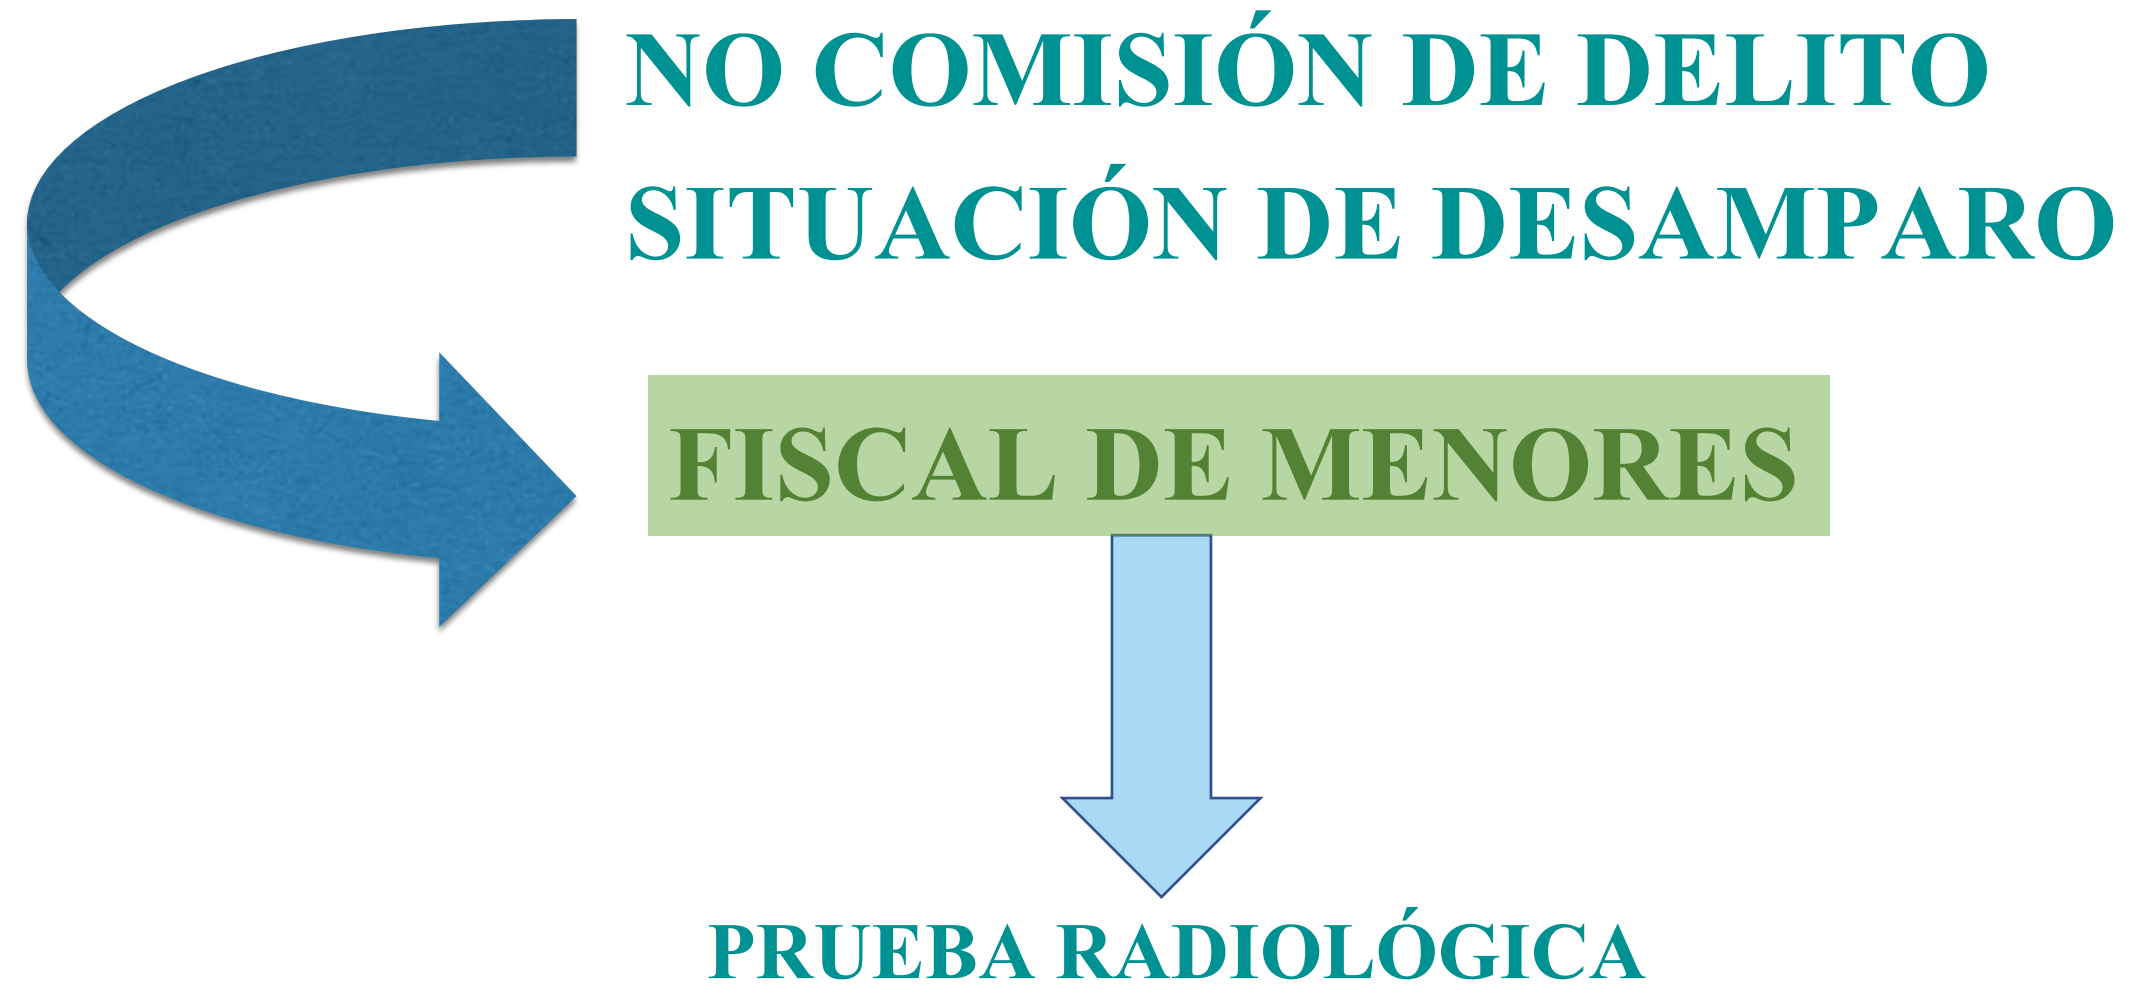 NO COMISIÓN DE DELITO
SITUACIÓN DE DESAMPARO
FISCAL DE MENORES
PRUEBA RADIOLÓGICA